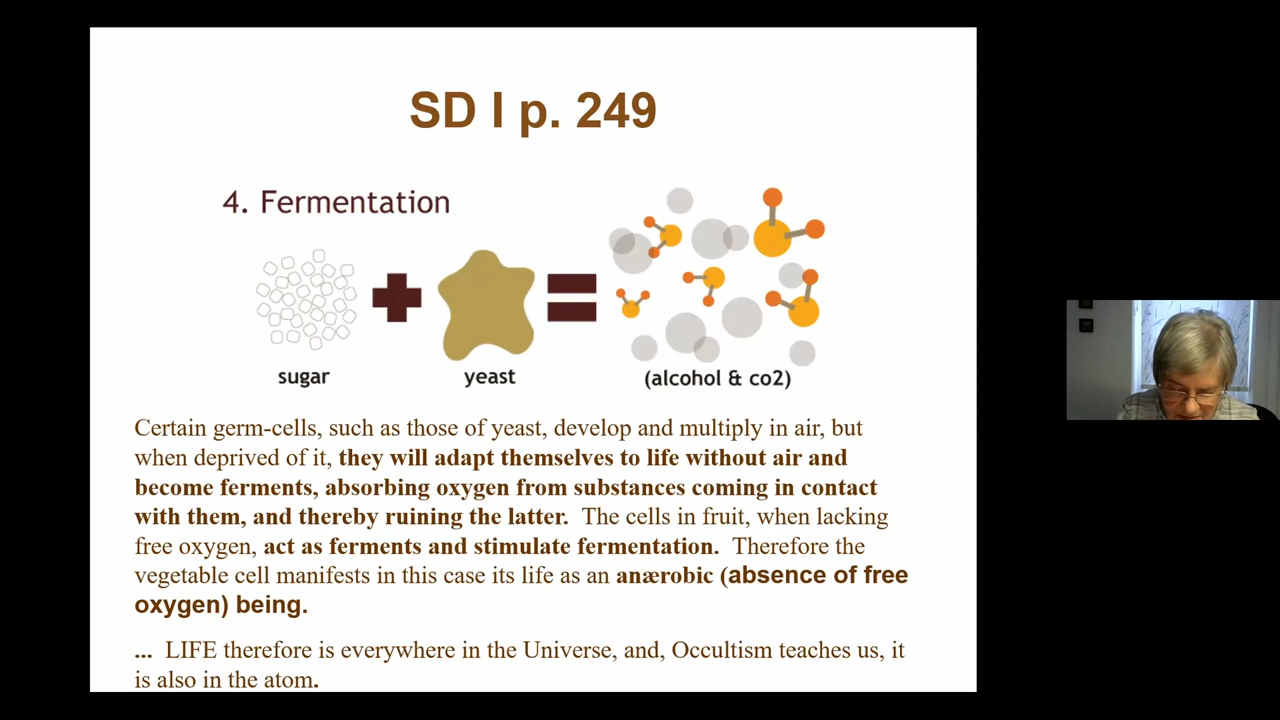 SD I p. 249
4. Fermentation
sugar
yeast
(alcohol & co2)
Certain germ-cells, such as those of yeast, develop and multiply in air, but
when deprived of it, they will adapt themselves to life without air and
become ferments, absorbing oxygen from substances coming in contact
with them, and thereby ruining the latter.  The cells in fruit, when lacking
free oxygen, act as ferments and stimulate fermentation.  Therefore the
vegetable cell manifests in this case its life as an anærobic (absence of free
oxygen) being.
...  LIFE therefore is everywhere in the Universe, and, Occultism teaches us, it
is also in the atom.